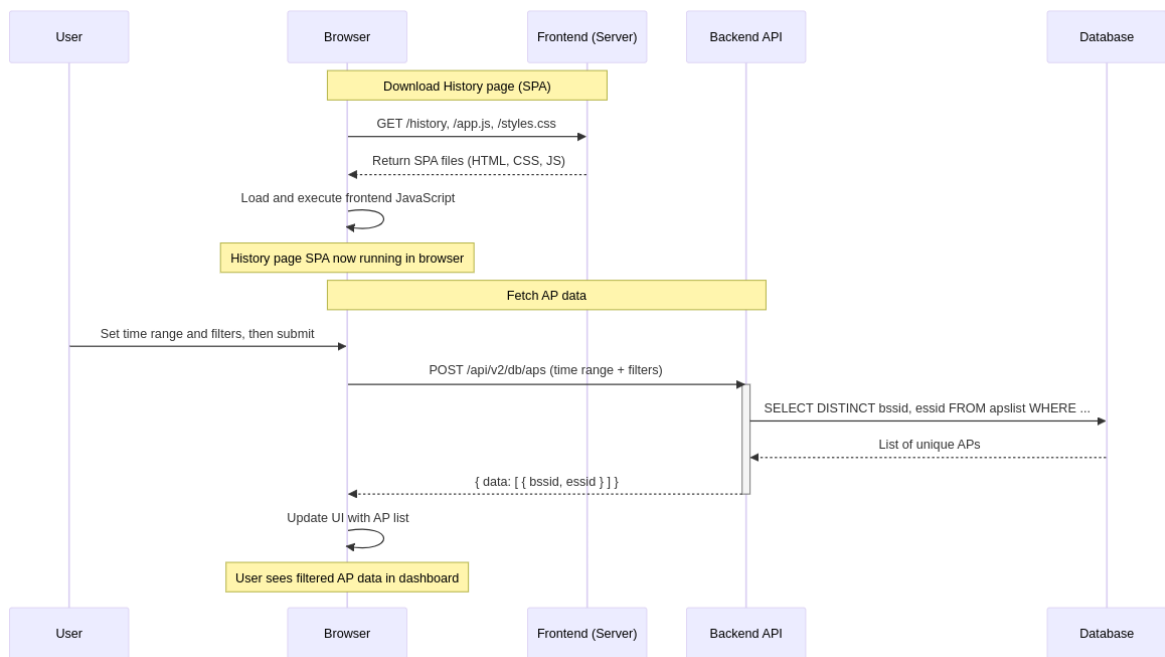 User
Browser
Frontend (Server)
Backend API
Database
Download History page (SPA)
GET /history, /app.js, /styles.css
Return SPA files (HTML, CSS, JS)
Load and execute frontend JavaScript
History page SPA now running in browser
Fetch AP data
Set time range and filters, then submit
POST /api/v2/db/aps (time range + filters)
SELECT DISTINCT bssid, essid FROM apslist WHERE ...
List of unique APs
{ data: [ { bssid, essid } ] }
Update UI with AP list
User sees filtered AP data in dashboard
User
Browser
Frontend (Server)
Backend API
Database